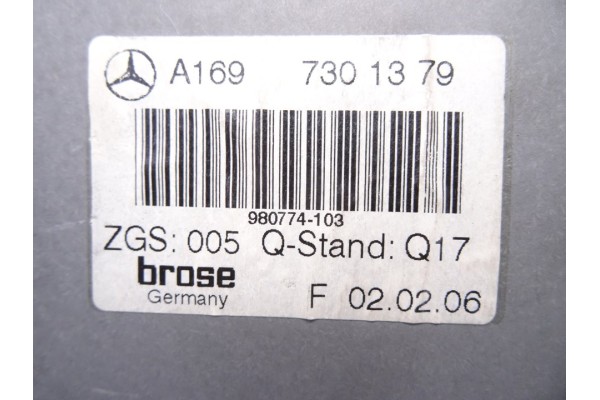 A169 730 13 79
980774-103
ZGS: 005 Q-Stand: Q17
brose
Germany F 02.02.06